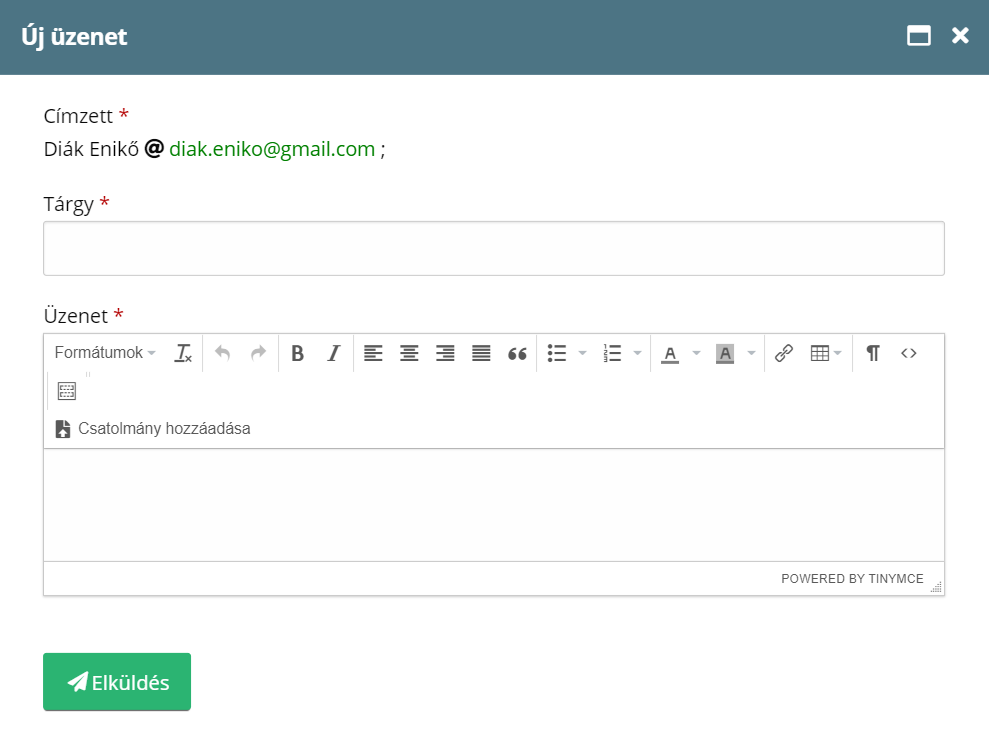 Új üzenet
Címzett *
Diák Enikő @ diak.eniko@gmail.com ;
Tárgy *
Üzenet *
Formátumok
Csatolmány hozzáadása
POWERED BY TINYMCE
Elküldés